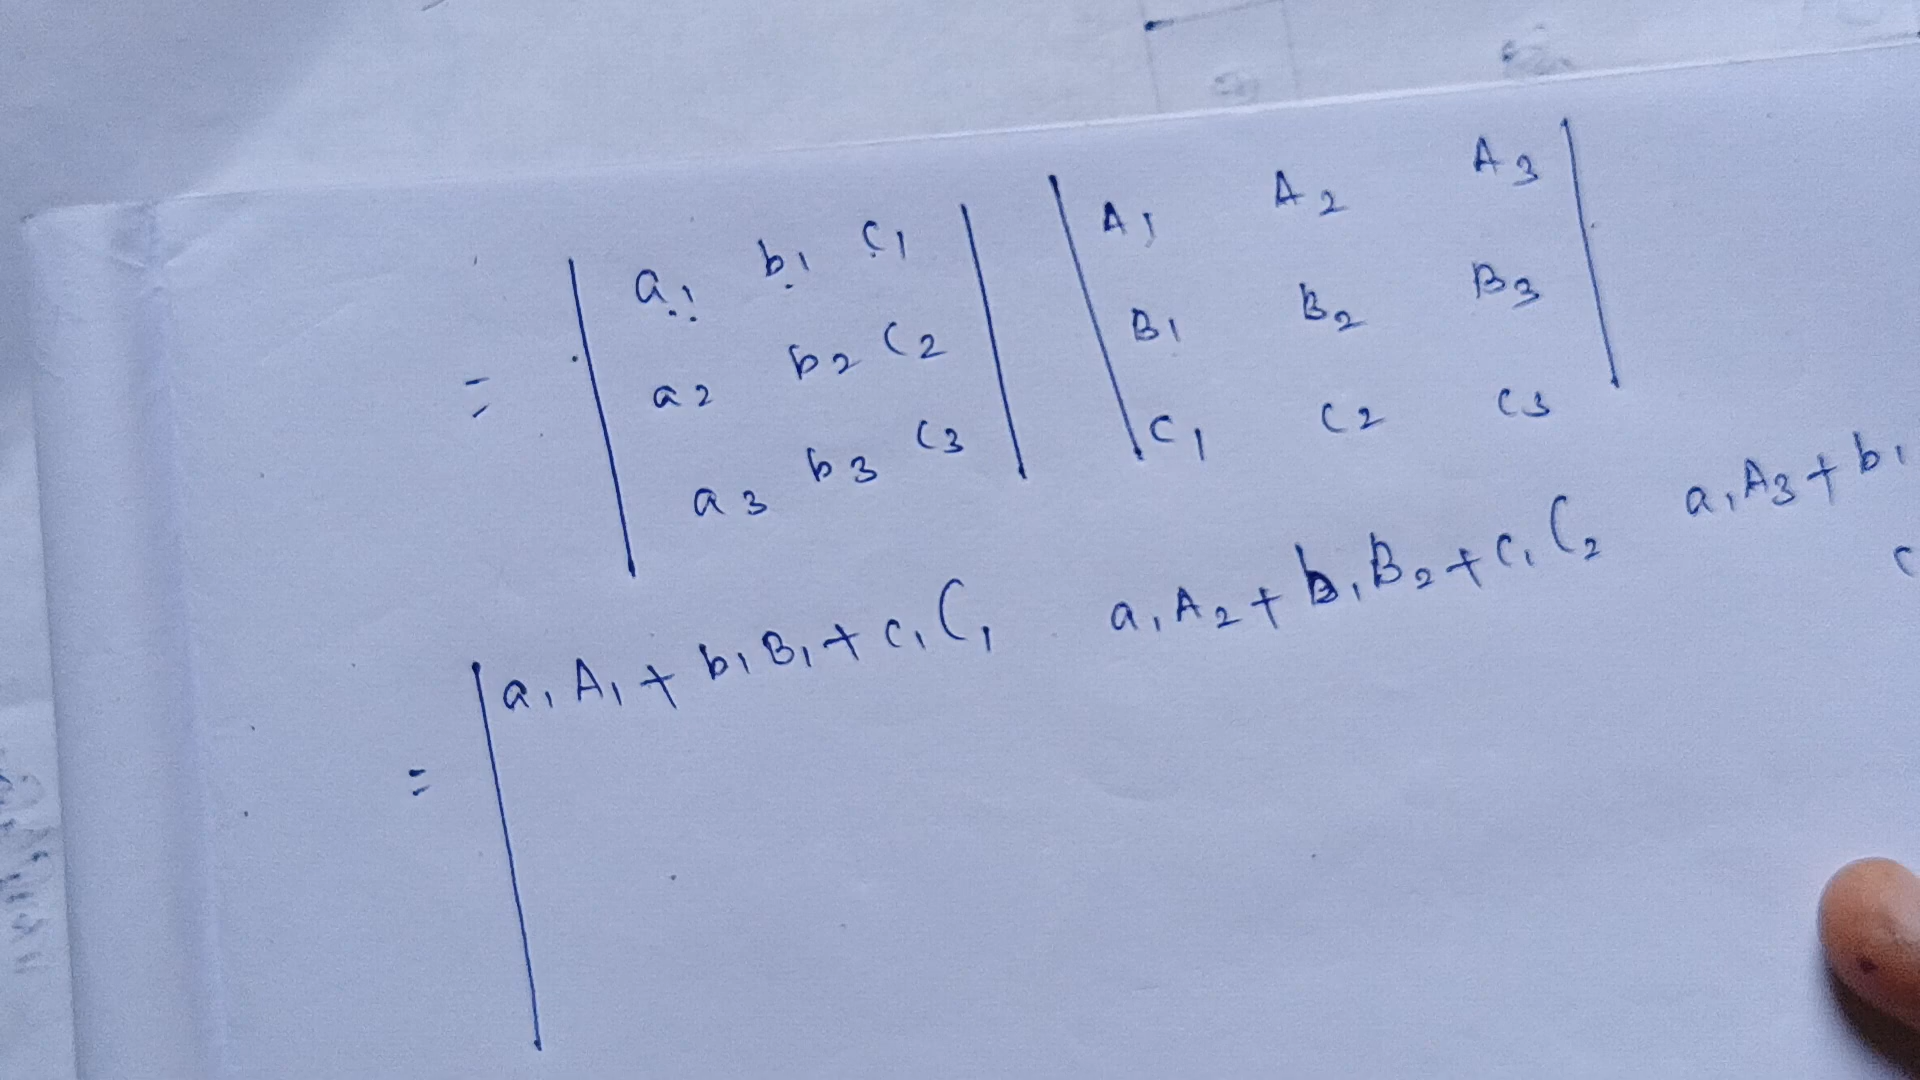 = | a1 b1 c1 | | A1 A2 A3 |
a2 b2 c2 B1 B2 B3
a3 b3 c3 C1 C2 C3
= | a1A1 + b1B1 + c1C1 a1A2 + b1B2 + c1C2 a1A3 + b1
c